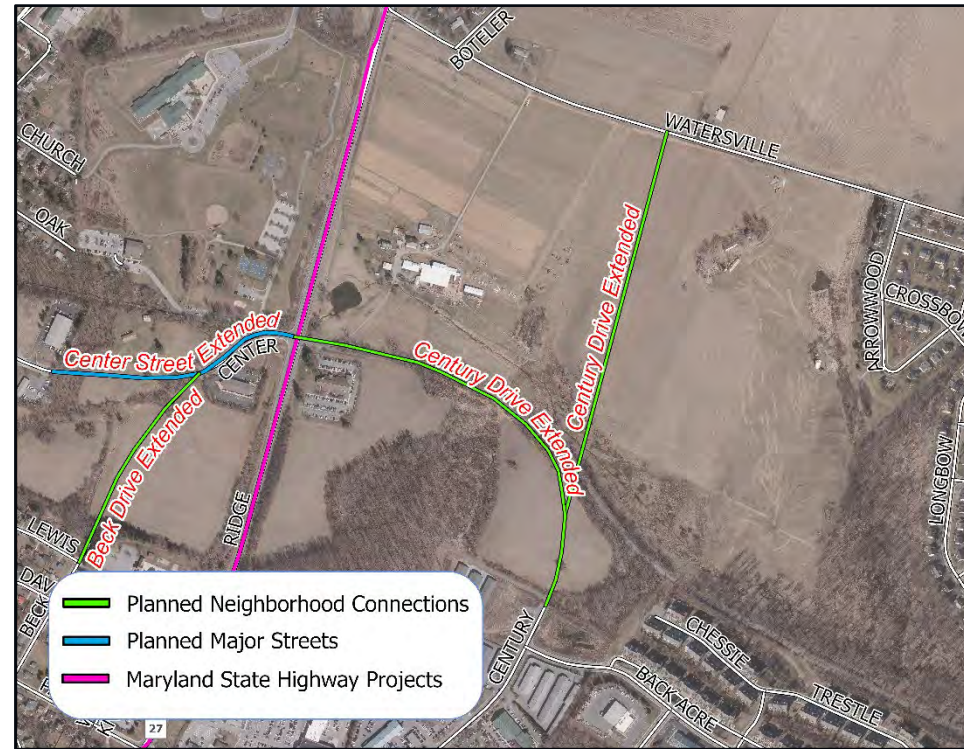 BOTELER
WATERSVILLE
CHURCH
OAK
ARROWWOOD
CROSSBOW
Center Street Extended
CENTER
Century Drive Extended
Century Drive Extended
Beck Drive Extended
RIDGE
LONGBOW
LEWIS
DAV
BECK
Planned Neighborhood Connections
Planned Major Streets
Maryland State Highway Projects
CENTURY
CHESSIE
BACK ACRE
TRESTLE
27